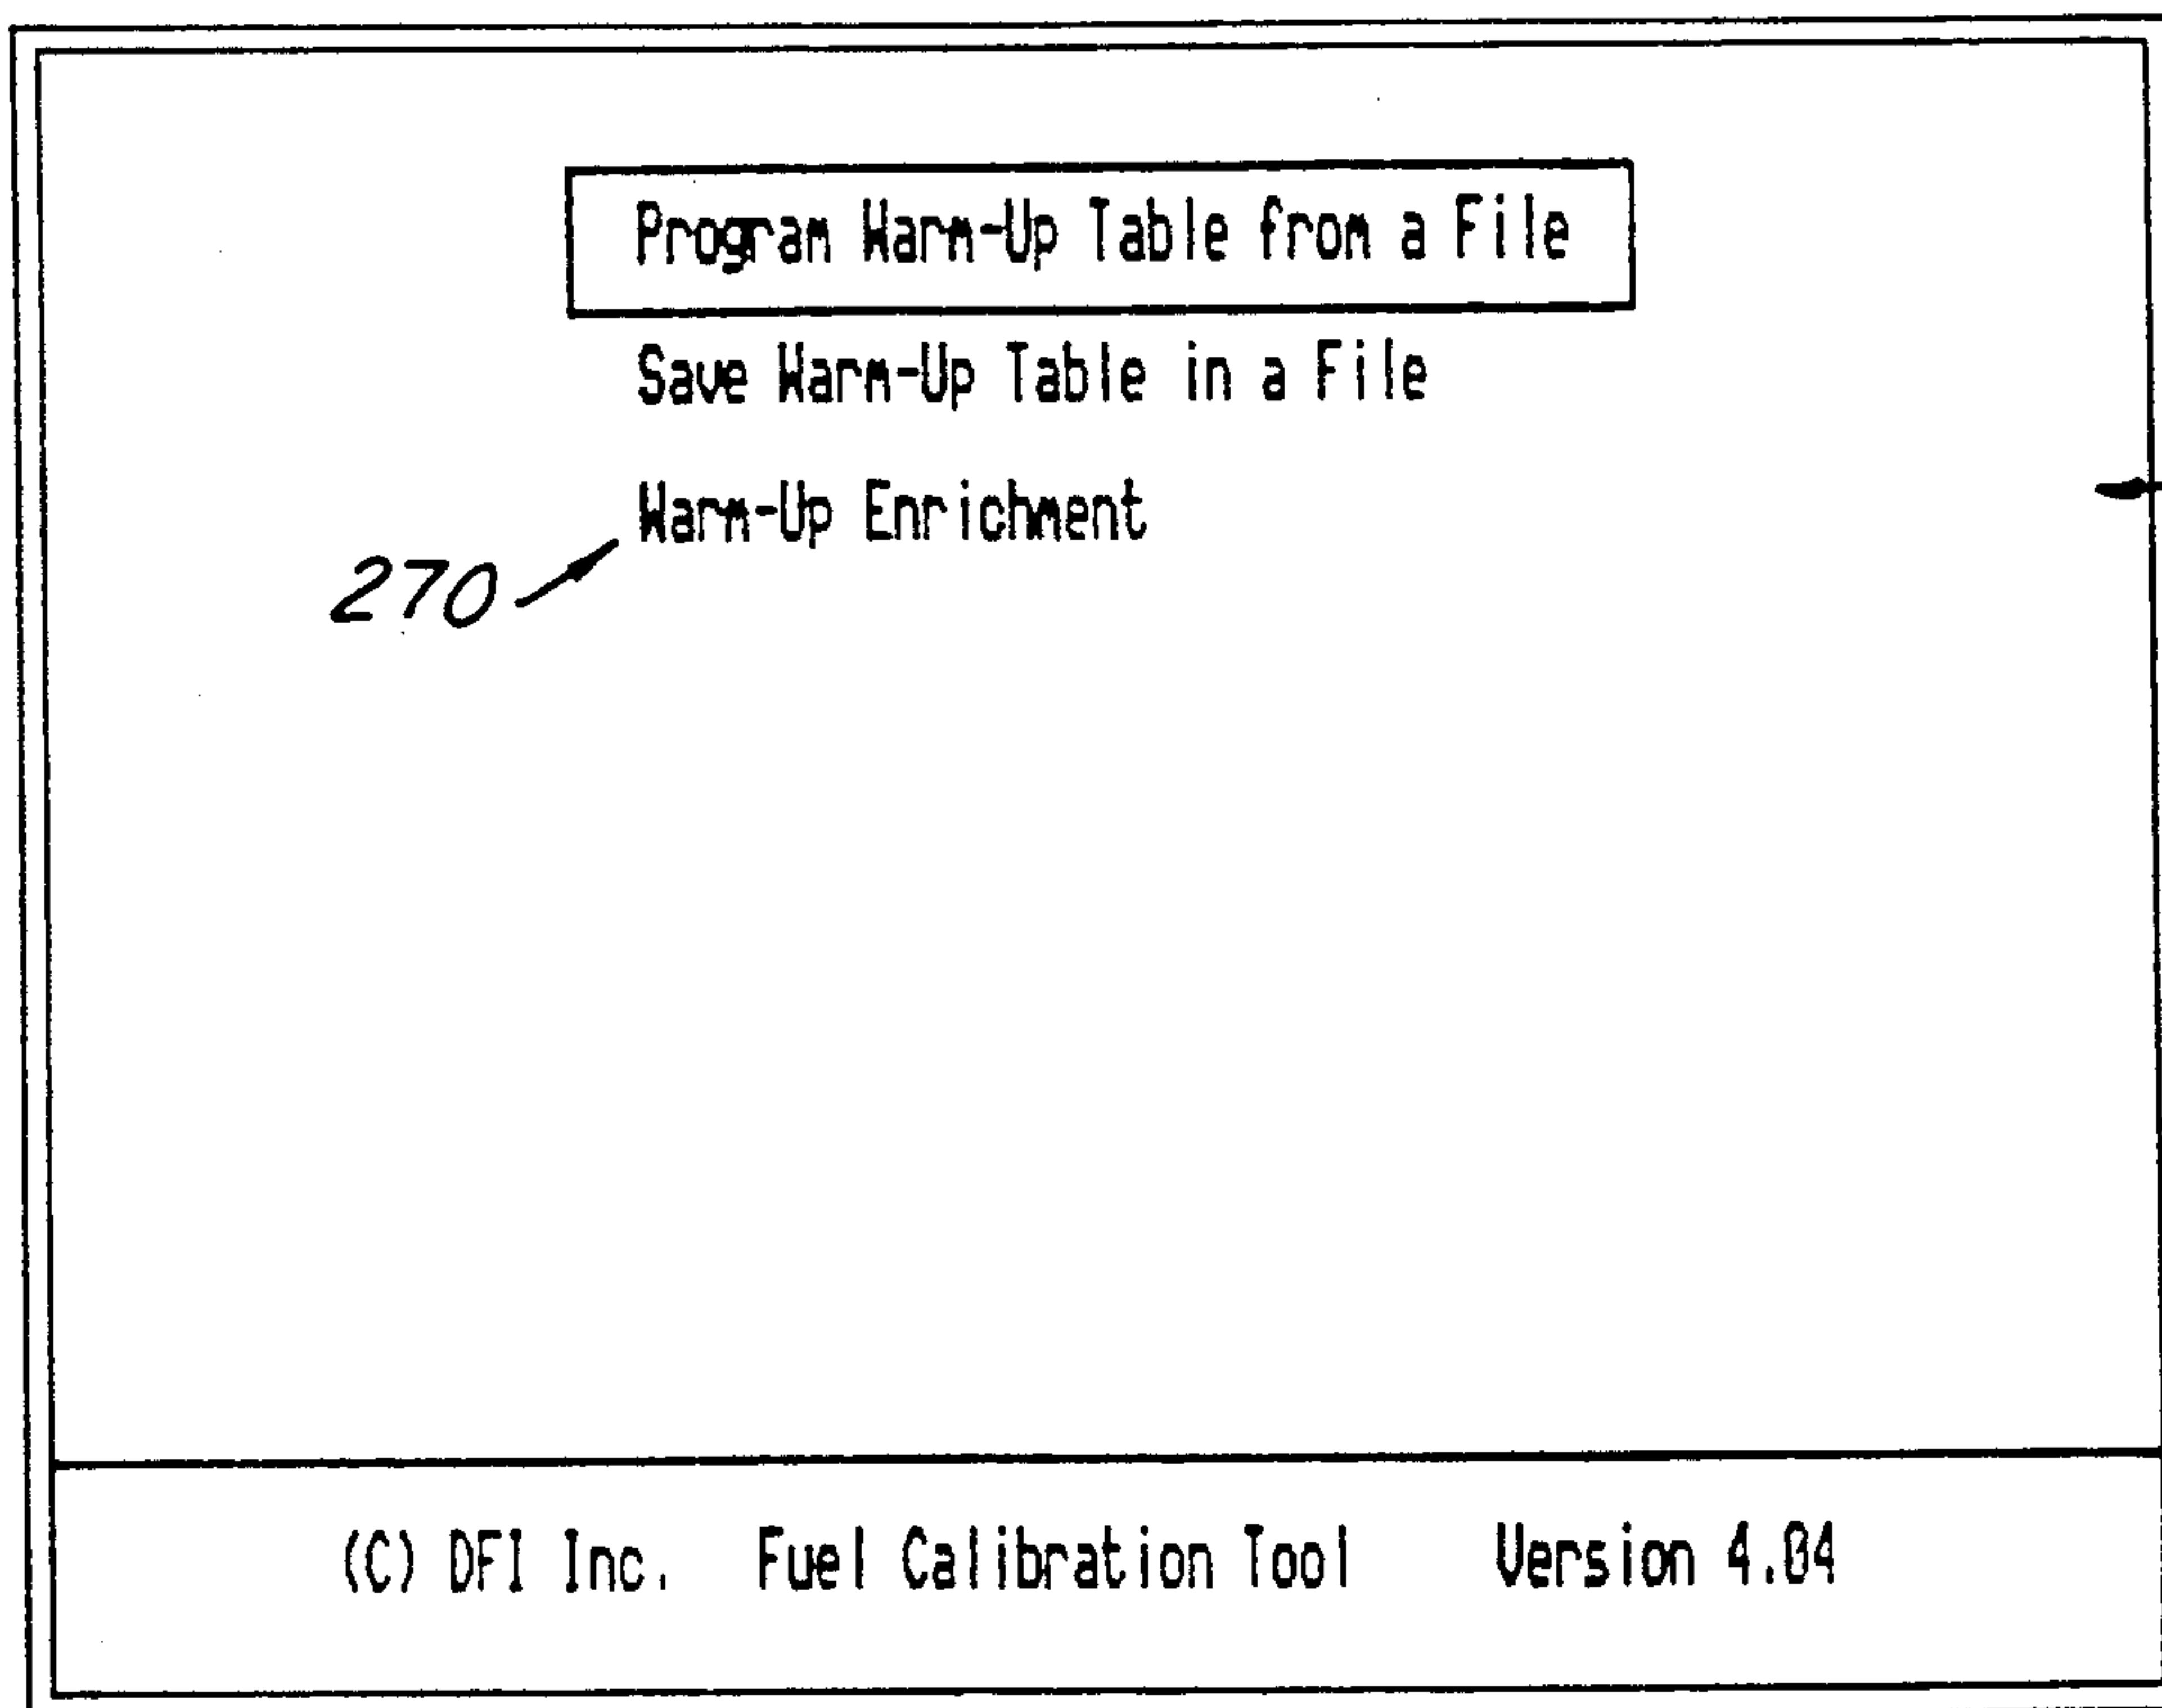 Program Warm-Up Table from a File
Save Warm-Up Table in a File
Warm-Up Enrichment
270
(C) DFI Inc. Fuel Calibration Tool Version 4.04